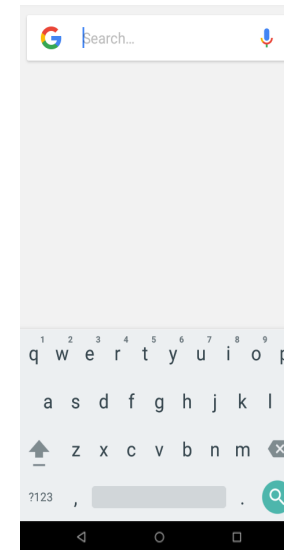 G Search...
1 2 3 4 5 6 7 8 9
q w e r t y u i o p
a s d f g h j k l
z x c v b n m
?123 , .